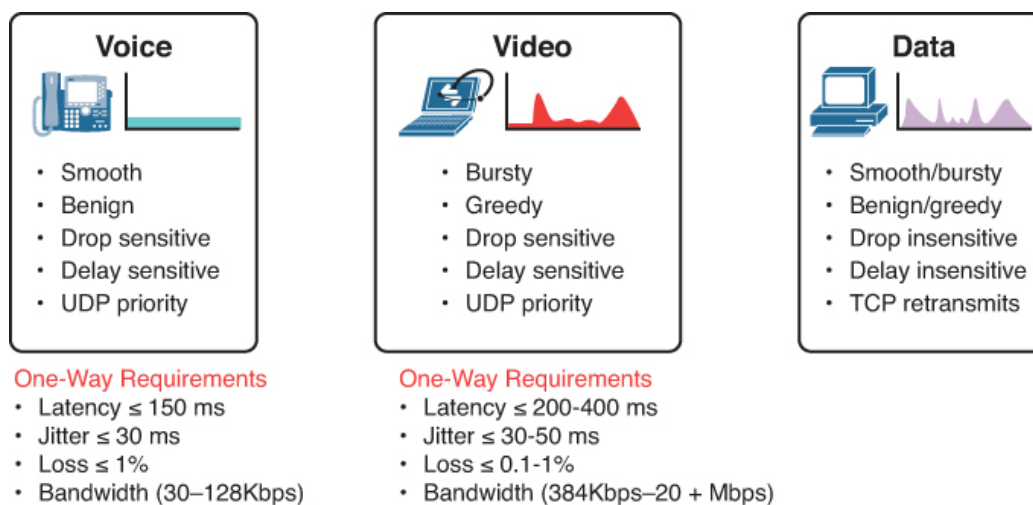 Voice
• Smooth
• Benign
• Drop sensitive
• Delay sensitive
• UDP priority
One-Way Requirements
• Latency ≤ 150 ms
• Jitter ≤ 30 ms
• Loss ≤ 1%
• Bandwidth (30–128Kbps)
Video
• Bursty
• Greedy
• Drop sensitive
• Delay sensitive
• UDP priority
One-Way Requirements
• Latency ≤ 200-400 ms
• Jitter ≤ 30-50 ms
• Loss ≤ 0.1-1%
• Bandwidth (384Kbps–20 + Mbps)
Data
• Smooth/bursty
• Benign/greedy
• Drop insensitive
• Delay insensitive
• TCP retransmits